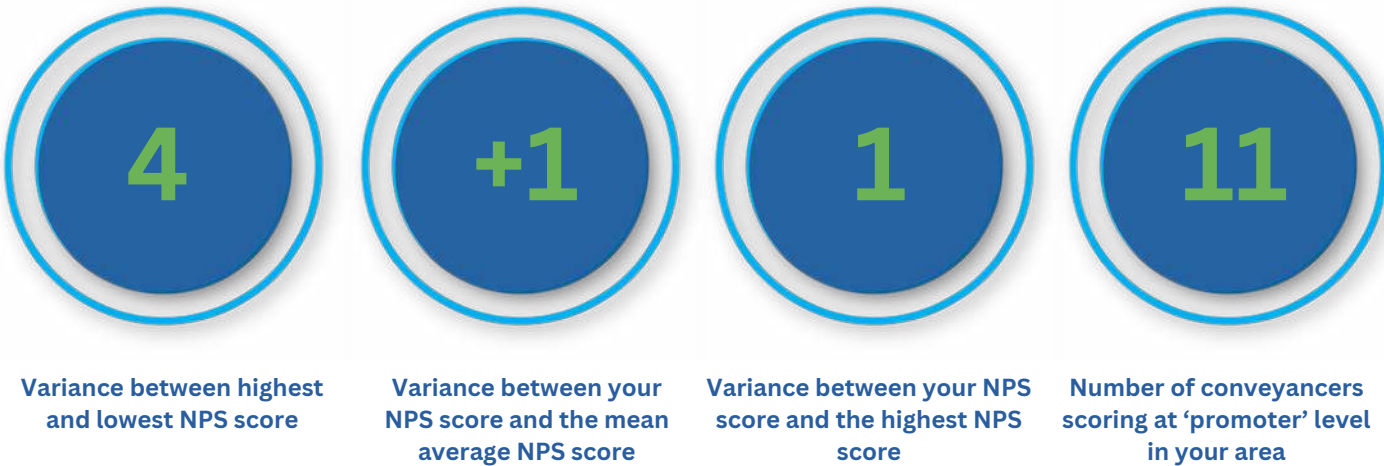 4
+1
1
11
Variance between highest
and lowest NPS score
Variance between your
NPS score and the mean
average NPS score
Variance between your NPS
score and the highest NPS
score
Number of conveyancers
scoring at ‘promoter’ level
in your area